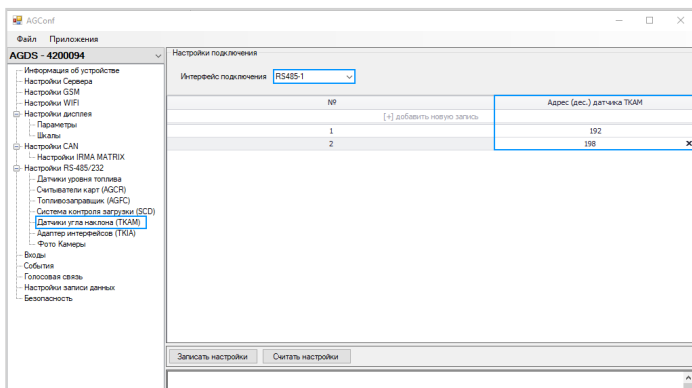 AGConf
Файл Приложения
AGDS - 4200094
Информация об устройстве
Настройки Сервера
Настройки GSM
Настройки WIFI
Настройки дисплея
Параметры
Шкалы
Настройки CAN
Настройки IRMA MATRIX
Настройки RS-485/232
Датчики уровня топлива
Считыватели карт (AGCR)
Топливозаправщик (AGFC)
Система контроля загрузки (SCD)
Датчики угла наклона (TKAM)
Адаптер интерфейсов (TKIA)
Фото Камеры
Входы
События
Голосовая связь
Настройки записи данных
Безопасность
Настройки подключения
Интерфейс подключения RS485-1
№ Адрес (дес.) датчика TKAM
[+] добавить новую запись
1 192
2 198
Записать настройки Считать настройки